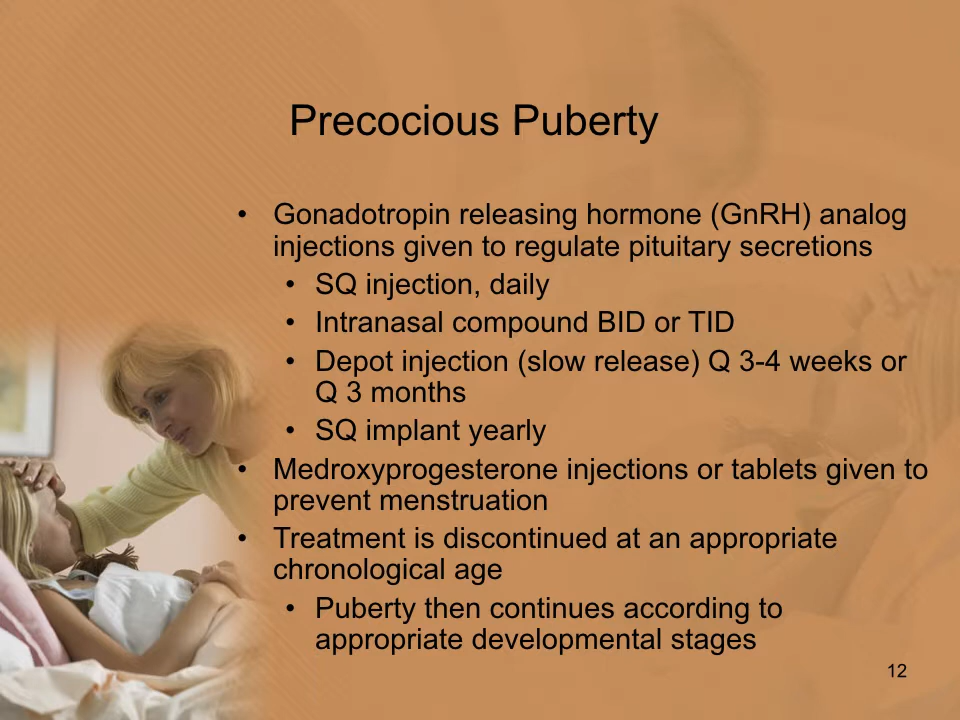 Precocious Puberty
• Gonadotropin releasing hormone (GnRH) analog
injections given to regulate pituitary secretions
• SQ injection, daily
• Intranasal compound BID or TID
• Depot injection (slow release) Q 3-4 weeks or
Q 3 months
• SQ implant yearly
• Medroxyprogesterone injections or tablets given to
prevent menstruation
• Treatment is discontinued at an appropriate
chronological age
• Puberty then continues according to
appropriate developmental stages
12